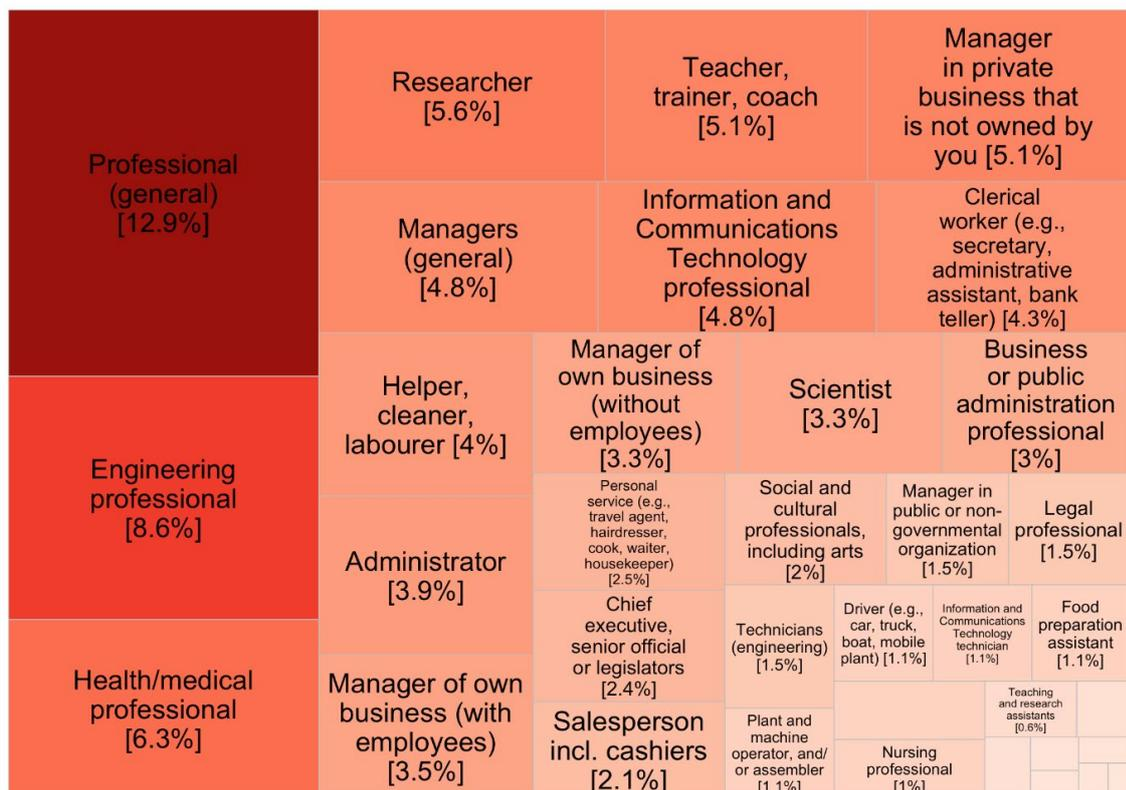 Professional
(general)
[12.9%]
Engineering
professional
[8.6%]
Health/medical
professional
[6.3%]
Researcher
[5.6%]
Teacher,
trainer, coach
[5.1%]
Manager
in private
business that
is not owned by
you [5.1%]
Managers
(general)
[4.8%]
Information and
Communications
Technology
professional
[4.8%]
Clerical
worker (e.g.,
secretary,
administrative
assistant, bank
teller) [4.3%]
Helper,
cleaner,
labourer [4%]
Administrator
[3.9%]
Manager of own
business (with
employees)
[3.5%]
Manager of
own business
(without
employees)
[3.3%]
Scientist
[3.3%]
Business
or public
administration
professional
[3%]
Personal
service (e.g.,
travel agent,
hairdresser,
cook, waiter,
housekeeper)
[2.5%]
Chief
executive,
senior official
or legislators
[2.4%]
Salesperson
incl. cashiers
[2.1%]
Social and
cultural
professionals,
including arts
[2%]
Manager in
public or non-
governmental
organization
[1.5%]
Legal
professional
[1.5%]
Technicians
(engineering)
[1.5%]
Plant and
machine
operator, and/
or assembler
[1.1%]
Driver (e.g.,
car, truck,
boat, mobile
plant) [1.1%]
Information and
Communications
Technology
technician
[1.1%]
Food
preparation
assistant
[1.1%]
Nursing
professional
[1%]
Teaching
and research
assistants
[0.6%]